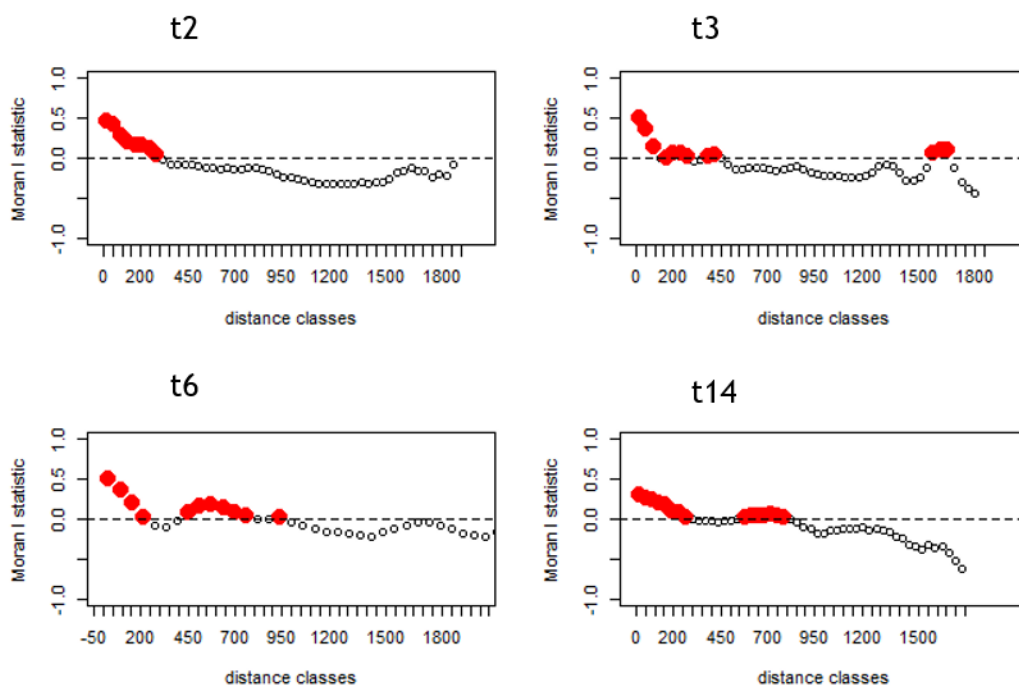 t2
Moran I statistic
1.0
0.5
0.0
-1.0
0 200 450 700 950 1200 1500 1800
distance classes
t3
Moran I statistic
1.0
0.5
0.0
-1.0
0 200 450 700 950 1200 1500 1800
distance classes
t6
Moran I statistic
1.0
0.5
0.0
-1.0
-50 200 450 700 950 1200 1500 1800
distance classes
t14
Moran I statistic
1.0
0.5
0.0
-1.0
0 200 450 700 950 1200 1500
distance classes